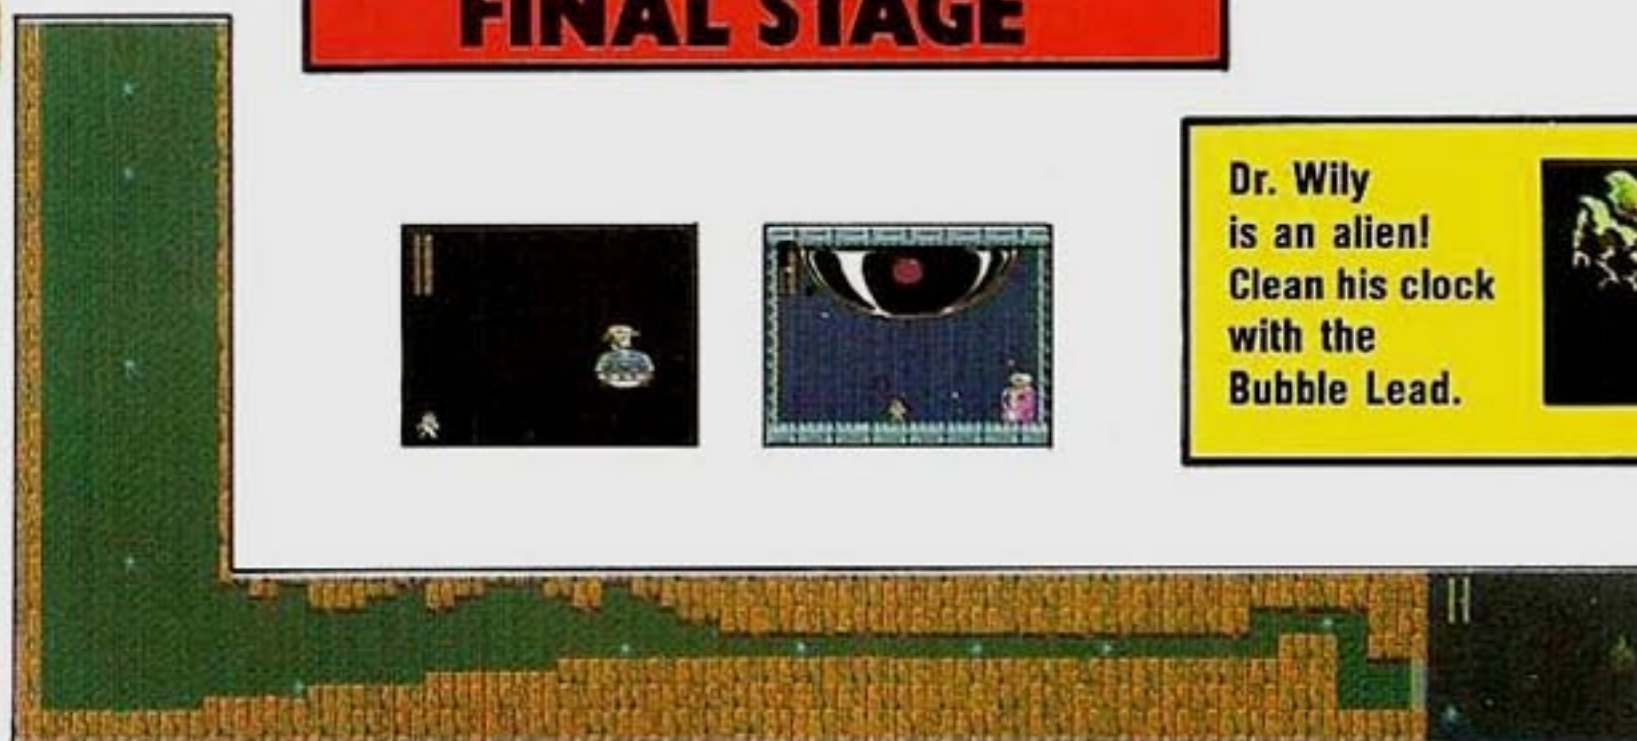 FINAL STAGE
Dr. Wily
is an alien!
Clean his clock
with the
Bubble Lead.